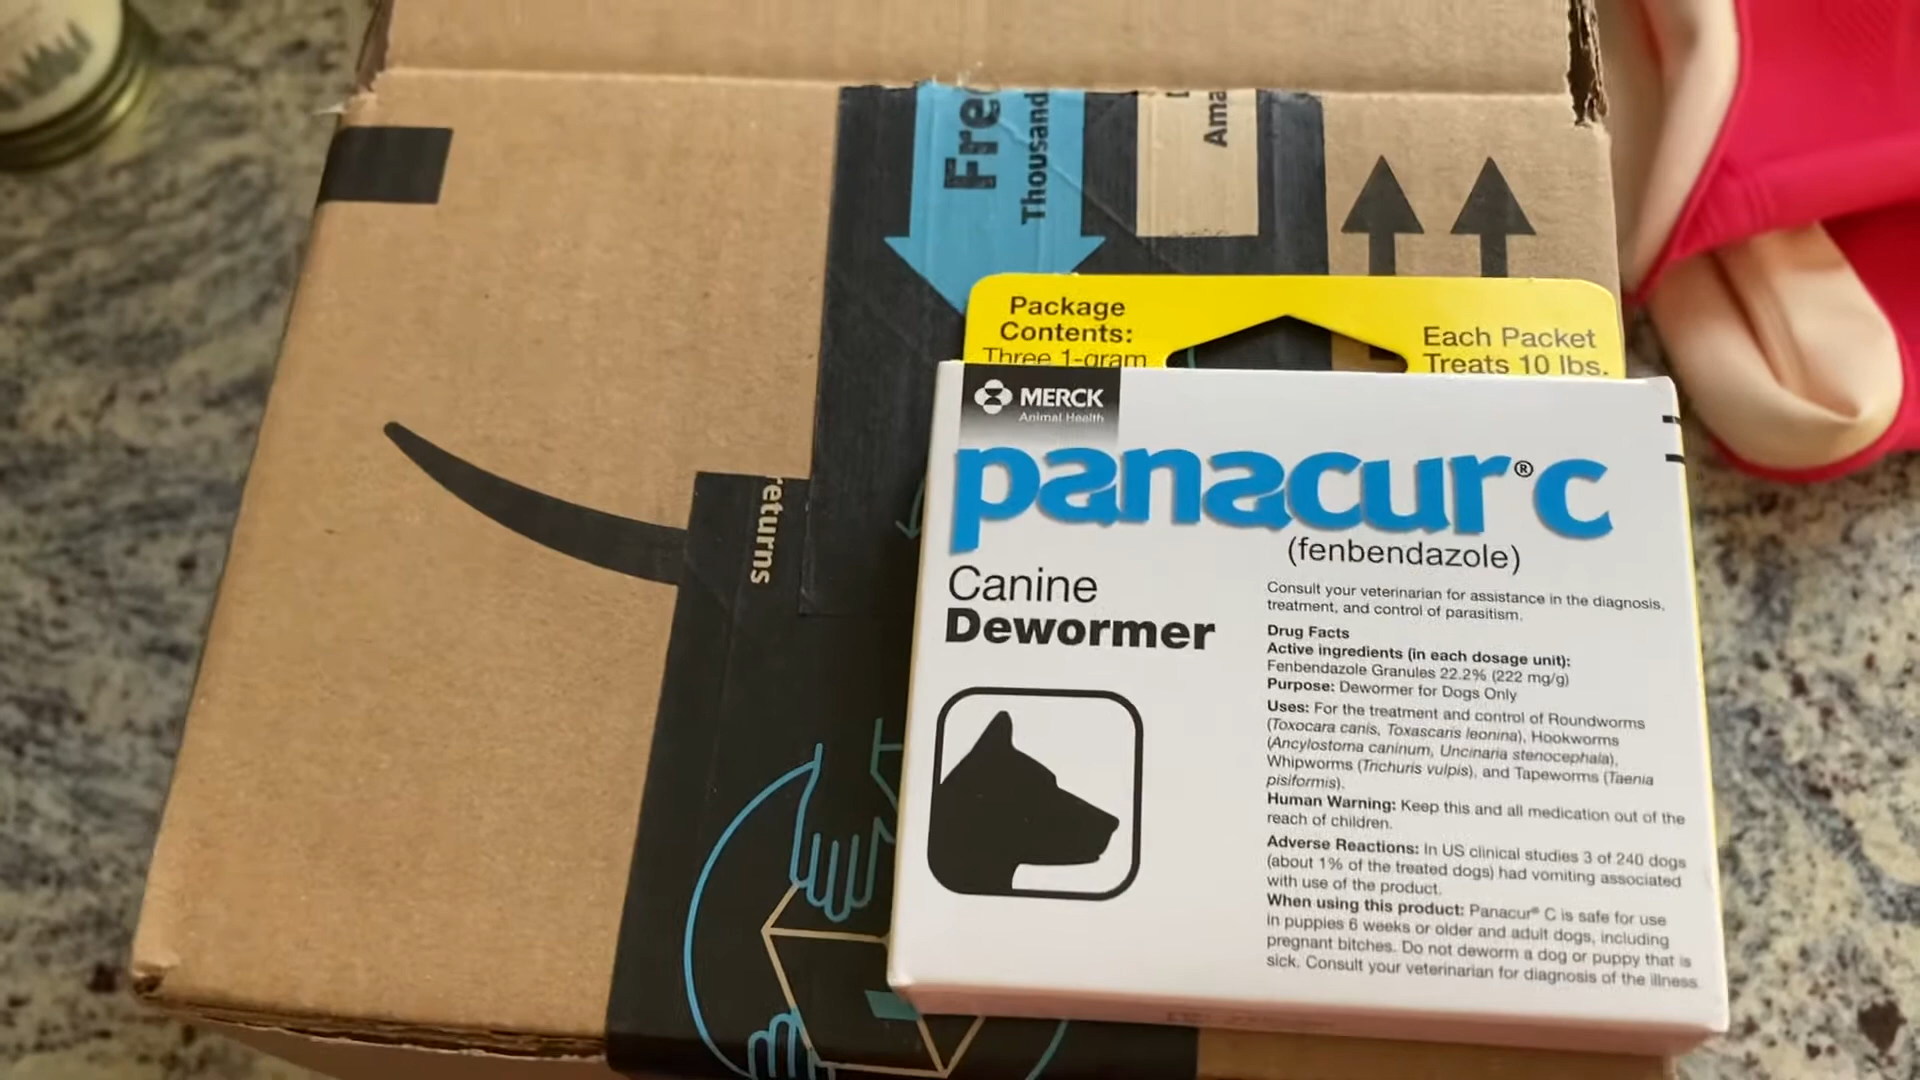 Fre
Thousand
Ama
eturns
Package
Contents:
Three 1-gram
Each Packet
Treats 10 lbs.
MERCK
Animal Health
panacur® c
(fenbendazole)
Canine
Dewormer
Consult your veterinarian for assistance in the diagnosis,
treatment, and control of parasitism.
Drug Facts
Active ingredients (in each dosage unit):
Fenbendazole Granules 22.2% (222 mg/g)
Purpose: Dewormer for Dogs Only
Uses: For the treatment and control of Roundworms
(Toxocara canis, Toxascaris leonina), Hookworms
(Ancylostoma caninum, Uncinaria stenocephala),
Whipworms (Trichuris vulpis), and Tapeworms (Taenia
pisiformis).
Human Warning: Keep this and all medication out of the
reach of children.
Adverse Reactions: In US clinical studies 3 of 240 dogs
(about 1% of the treated dogs) had vomiting associated
with use of the product.
When using this product: Panacur® C is safe for use
in puppies 6 weeks or older and adult dogs, including
pregnant bitches. Do not deworm a dog or puppy that is
sick. Consult your veterinarian for diagnosis of the illness